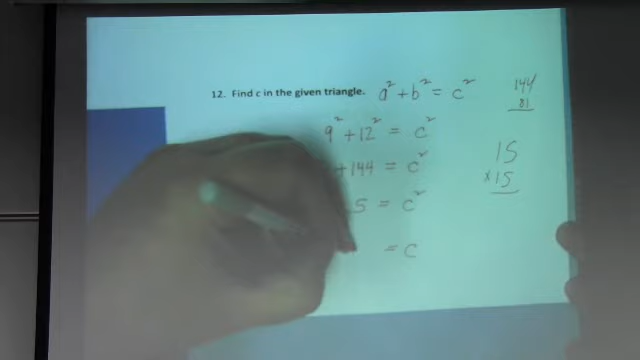 12. Find c in the given triangle. a² + b² = c²
144
81
9² + 12² = c²
+ 144 = c²
15
×15
5 = c²
= c